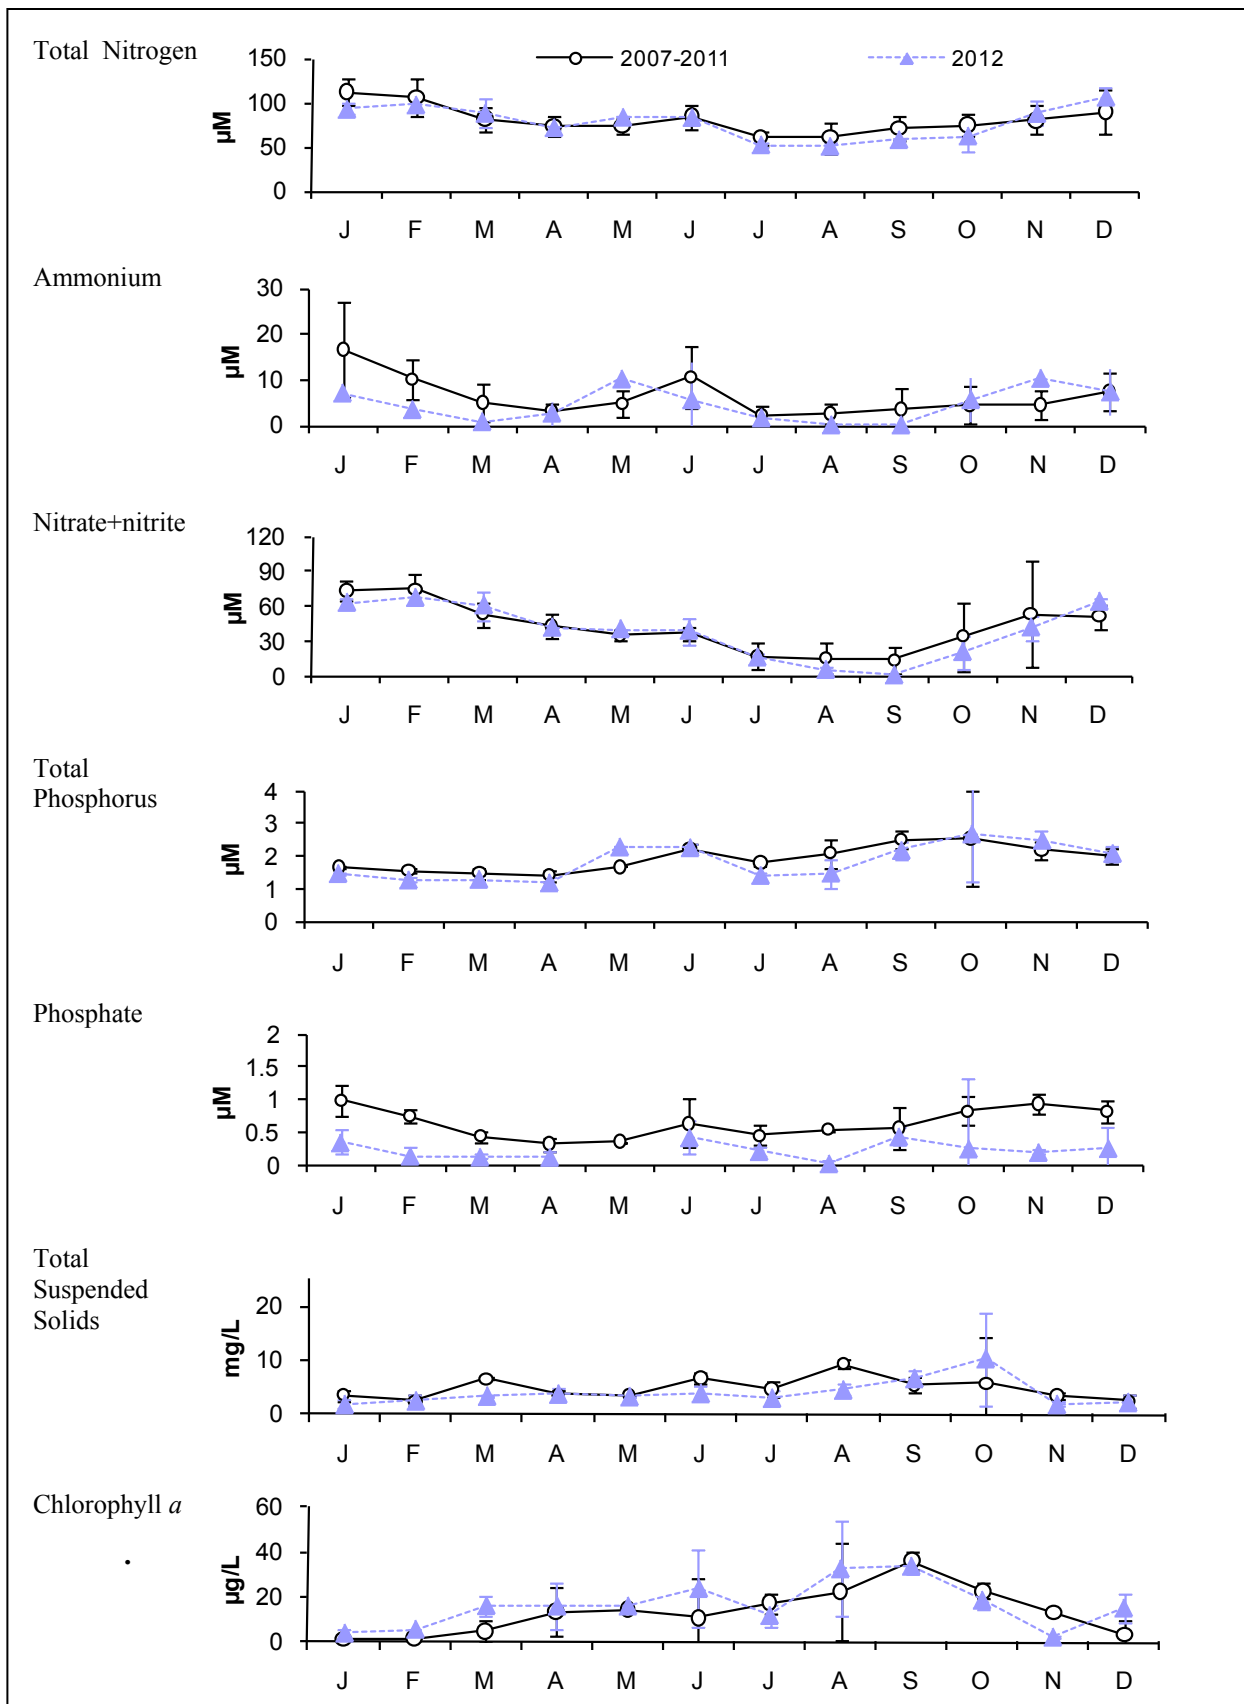 Total Nitrogen
2007-2011 2012
µM
150
100
50
0
J F M A M J J A S O N D
Ammonium
µM
30
20
10
0
J F M A M J J A S O N D
Nitrate+nitrite
µM
120
90
60
30
0
J F M A M J J A S O N D
Total
Phosphorus
µM
4
3
2
1
0
J F M A M J J A S O N D
Phosphate
µM
2
1.5
1
0.5
0
J F M A M J J A S O N D
Total
Suspended
Solids
mg/L
20
10
0
J F M A M J J A S O N D
Chlorophyll a
.
µg/L
60
40
20
0
J F M A M J J A S O N D